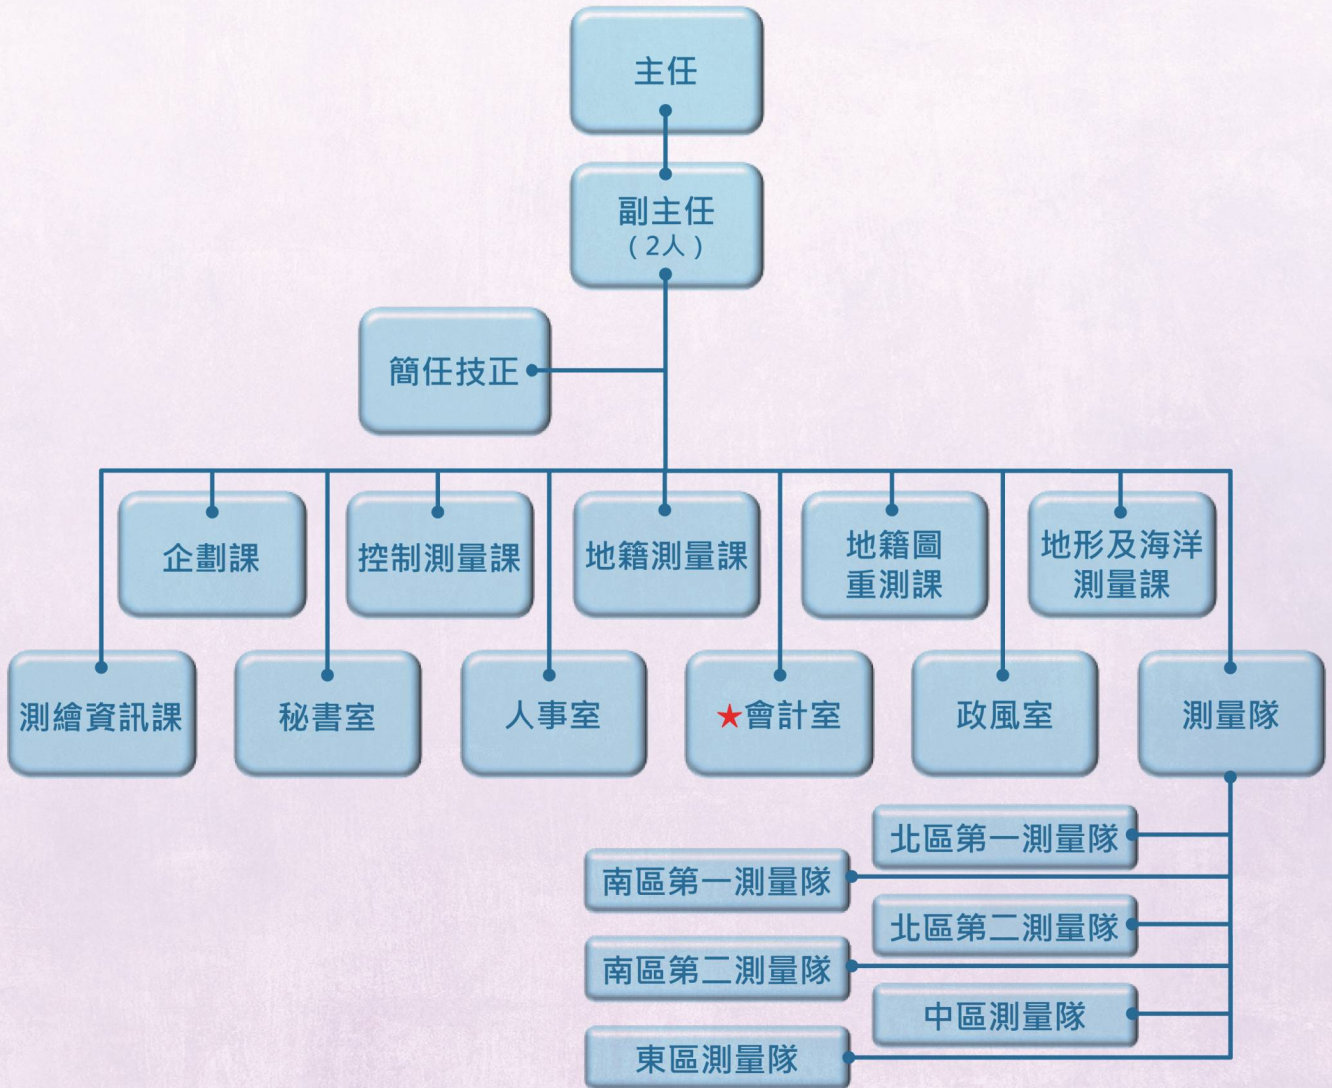 主任
副主任
（2人）
簡任技正
企劃課
控制測量課
地籍測量課
地籍圖
重測課
地形及海洋
測量課
測繪資訊課
秘書室
人事室
★會計室
政風室
測量隊
北區第一測量隊
南區第一測量隊
北區第二測量隊
南區第二測量隊
中區測量隊
東區測量隊